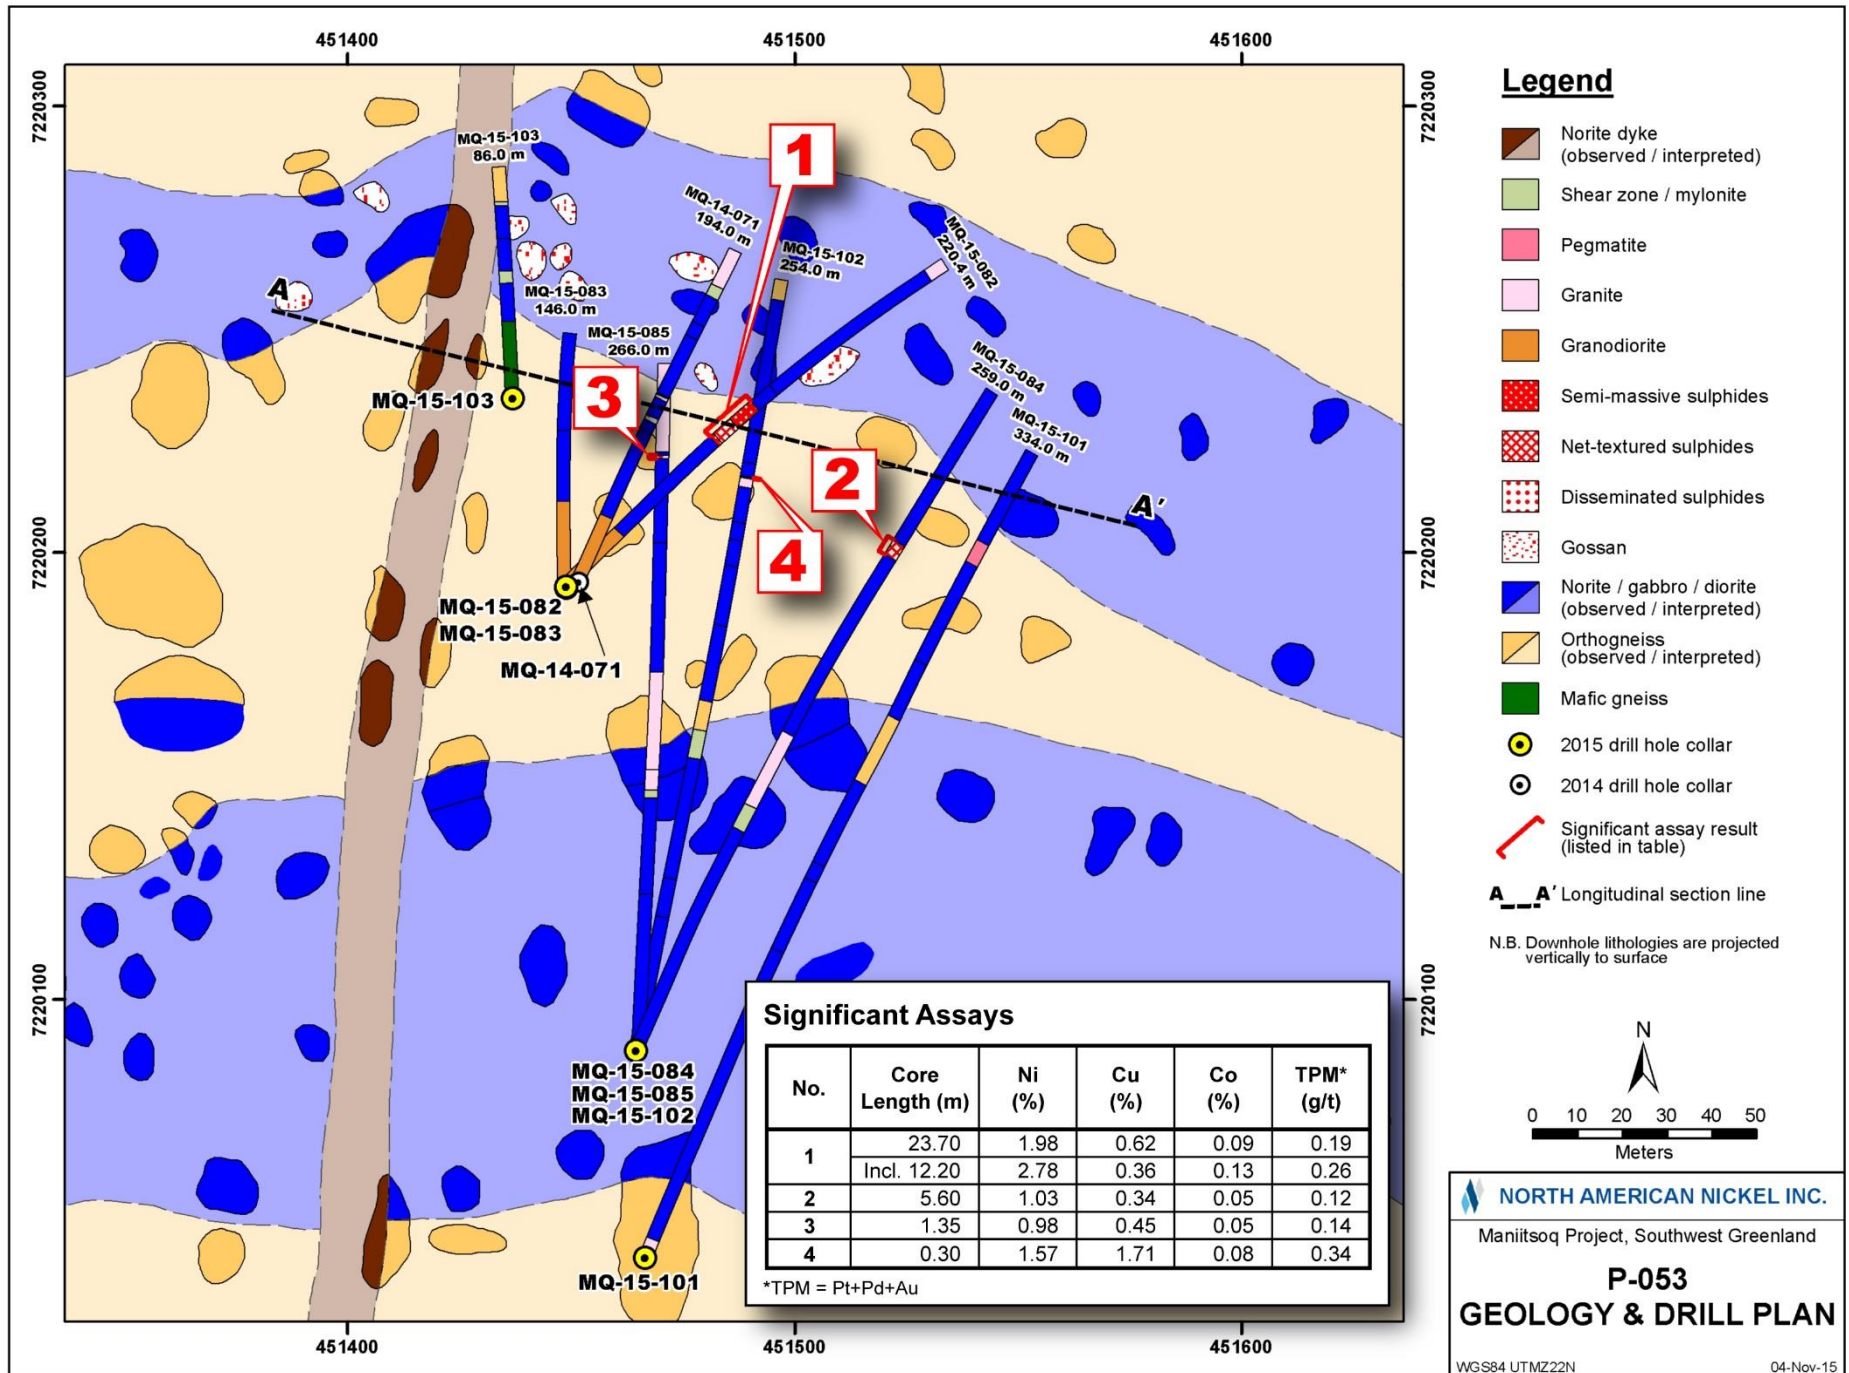 451400
451500
451600
7220300
7220300
7220200
7220200
7220100
7220100
451400
451500
451600
MQ-15-103
86.0 m
1
MQ-14-071
194.0 m
MQ-15-102
254.0 m
MQ-15-082
220.4 m
A
MQ-15-083
146.0 m
MQ-15-085
266.0 m
MQ-15-084
259.0 m
MQ-15-103
3
MQ-15-101
334.0 m
2
A'
4
MQ-15-082
MQ-15-083
MQ-14-071
MQ-15-084
MQ-15-085
MQ-15-102
MQ-15-101
Significant Assays
No. Core Length (m) Ni (%) Cu (%) Co (%) TPM* (g/t)
1 23.70 1.98 0.62 0.09 0.19
Incl. 12.20 2.78 0.36 0.13 0.26
2 5.60 1.03 0.34 0.05 0.12
3 1.35 0.98 0.45 0.05 0.14
4 0.30 1.57 1.71 0.08 0.34
*TPM = Pt+Pd+Au
Legend
Norite dyke
(observed / interpreted)
Shear zone / mylonite
Pegmatite
Granite
Granodiorite
Semi-massive sulphides
Net-textured sulphides
Disseminated sulphides
Gossan
Norite / gabbro / diorite
(observed / interpreted)
Orthogneiss
(observed / interpreted)
Mafic gneiss
2015 drill hole collar
2014 drill hole collar
Significant assay result
(listed in table)
A A' Longitudinal section line
N.B. Downhole lithologies are projected
vertically to surface
N
0 10 20 30 40 50
Meters
NORTH AMERICAN NICKEL INC.
Maniitsoq Project, Southwest Greenland
P-053
GEOLOGY & DRILL PLAN
WGS84 UTMZ22N 04-Nov-15